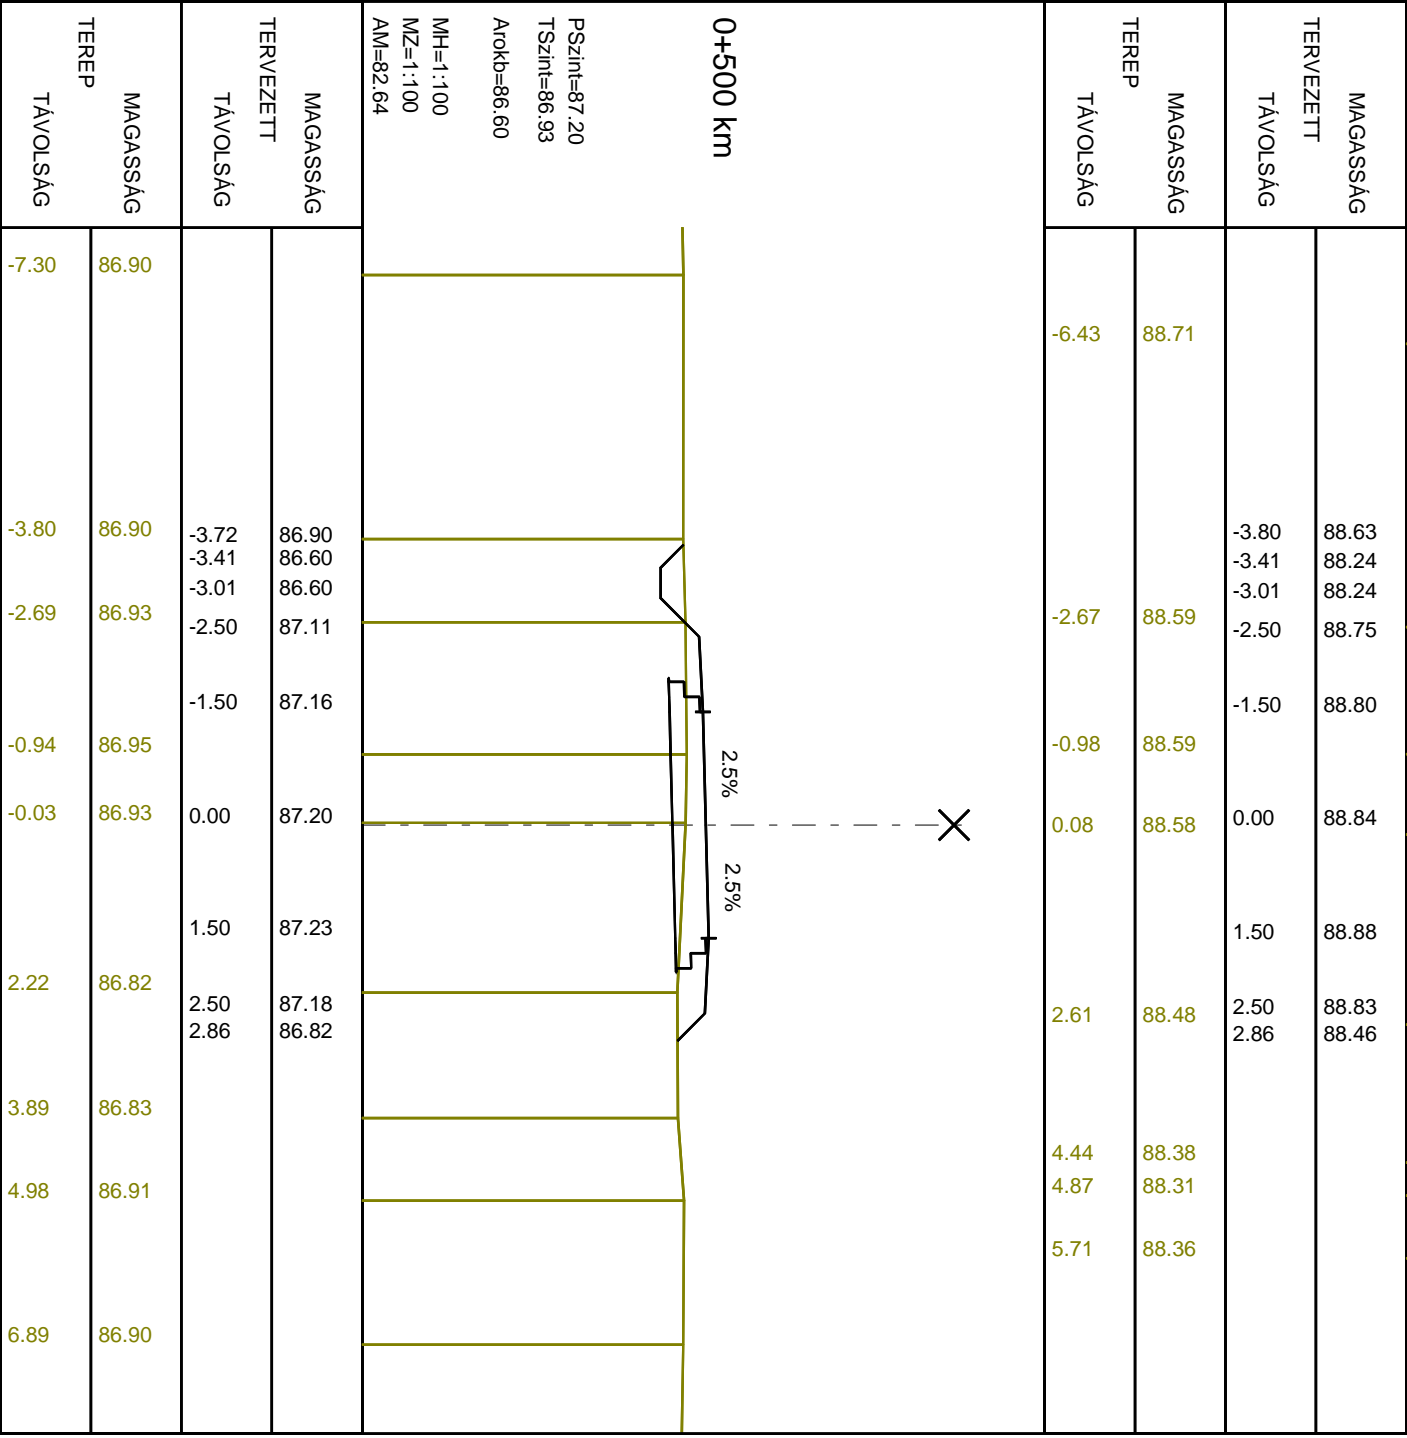 TEREP
TÁVOLSÁG
MAGASSÁG
TERVEZETT
TÁVOLSÁG
MAGASSÁG
-7.30 86.90
-3.80 86.90
-2.69 86.93
-0.94 86.95
-0.03 86.93
2.22 86.82
3.89 86.83
4.98 86.91
6.89 86.90
-3.72 86.90
-3.41 86.60
-3.01 86.60
-2.50 87.11
-1.50 87.16
0.00 87.20
1.50 87.23
2.50 87.18
2.86 86.82
0+500 km
PSzint=87.20
TSzint=86.93
Arokb=86.60
MH=1:100
MZ=1:100
AM=82.64
2.5%
2.5%
TEREP
TÁVOLSÁG
MAGASSÁG
TERVEZETT
TÁVOLSÁG
MAGASSÁG
-6.43 88.71
-2.67 88.59
-0.98 88.59
0.08 88.58
2.61 88.48
4.44 88.38
4.87 88.31
5.71 88.36
-3.80 88.63
-3.41 88.24
-3.01 88.24
-2.50 88.75
-1.50 88.80
0.00 88.84
1.50 88.88
2.50 88.83
2.86 88.46